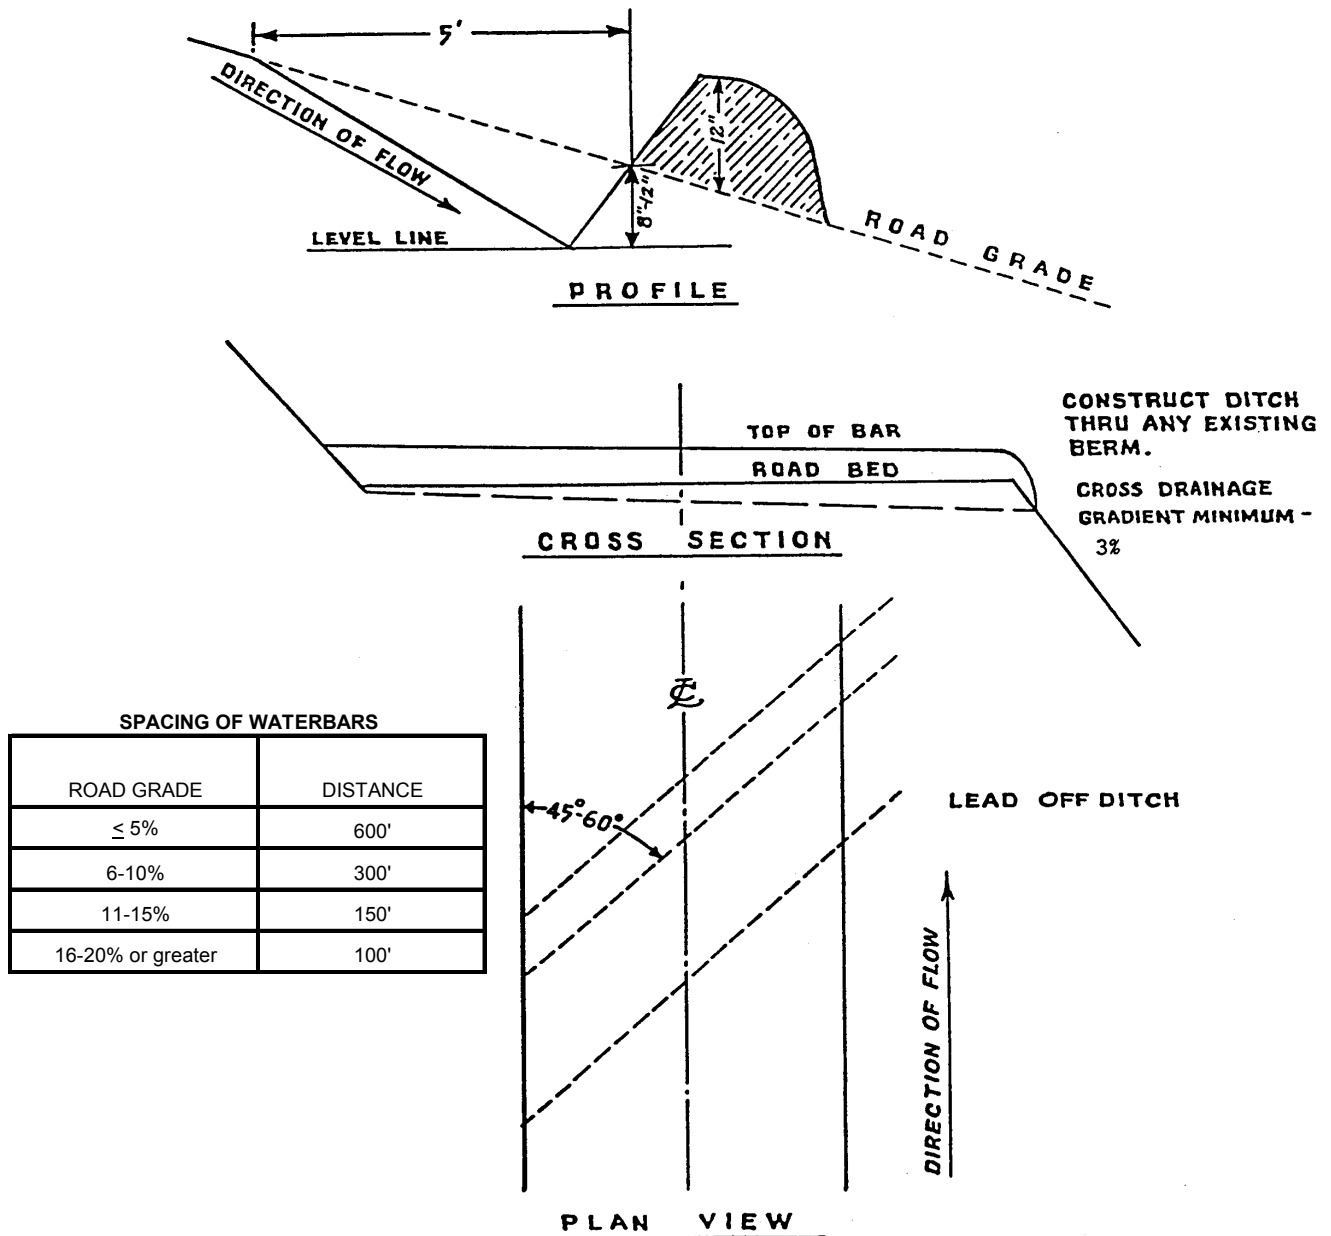 5'
DIRECTION OF FLOW
12"
8"-12"
LEVEL LINE
ROAD GRADE
PROFILE
TOP OF BAR
ROAD BED
CONSTRUCT DITCH
THRU ANY EXISTING
BERM.
CROSS DRAINAGE
GRADIENT MINIMUM -
3%
CROSS SECTION
℄
SPACING OF WATERBARS
ROAD GRADE DISTANCE
≤ 5% 600'
6-10% 300'
11-15% 150'
16-20% or greater 100'
45°-60°
LEAD OFF DITCH
DIRECTION OF FLOW
PLAN VIEW